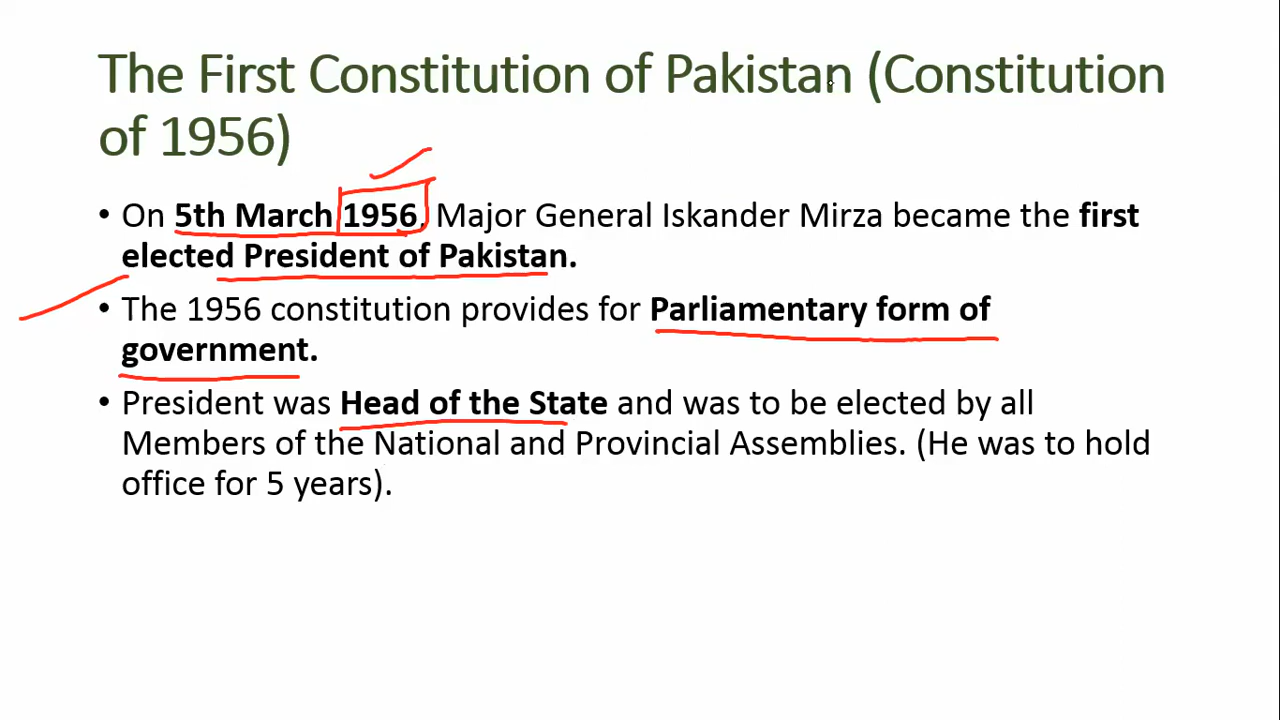 The First Constitution of Pakistan (Constitution
of 1956)
• On 5th March 1956, Major General Iskander Mirza became the first
elected President of Pakistan.
• The 1956 constitution provides for Parliamentary form of
government.
• President was Head of the State and was to be elected by all
Members of the National and Provincial Assemblies. (He was to hold
office for 5 years).